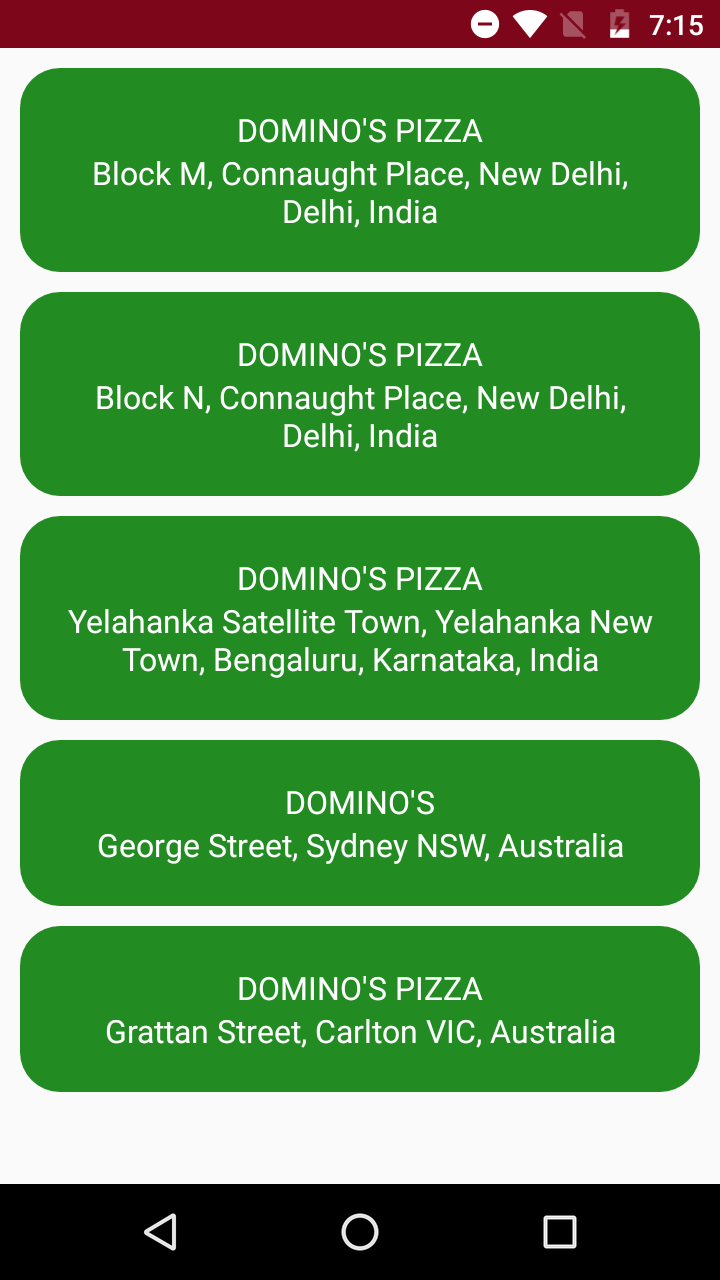 7:15
DOMINO'S PIZZA
Block M, Connaught Place, New Delhi,
Delhi, India
DOMINO'S PIZZA
Block N, Connaught Place, New Delhi,
Delhi, India
DOMINO'S PIZZA
Yelahanka Satellite Town, Yelahanka New
Town, Bengaluru, Karnataka, India
DOMINO'S
George Street, Sydney NSW, Australia
DOMINO'S PIZZA
Grattan Street, Carlton VIC, Australia